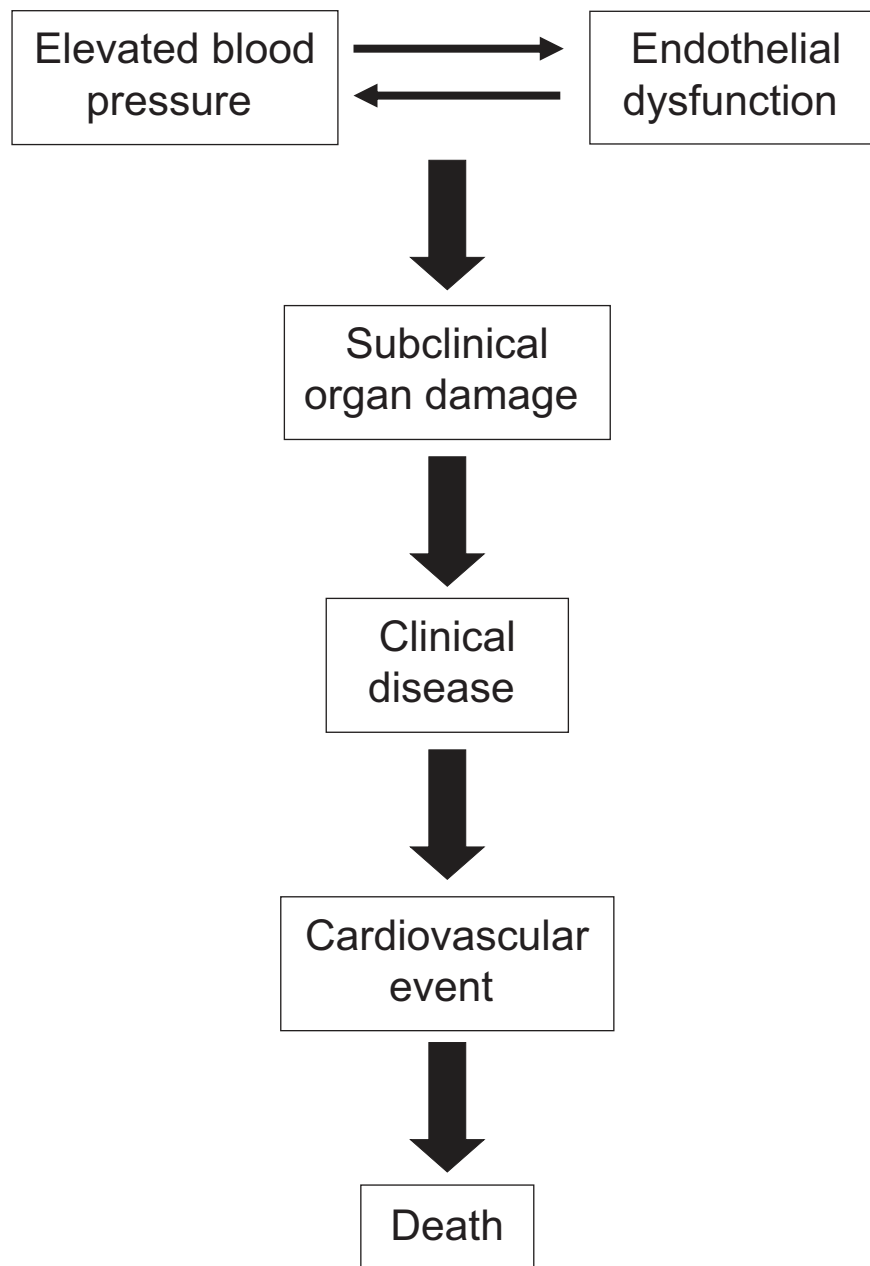 Elevated blood
pressure
Endothelial
dysfunction
Subclinical
organ damage
Clinical
disease
Cardiovascular
event
Death